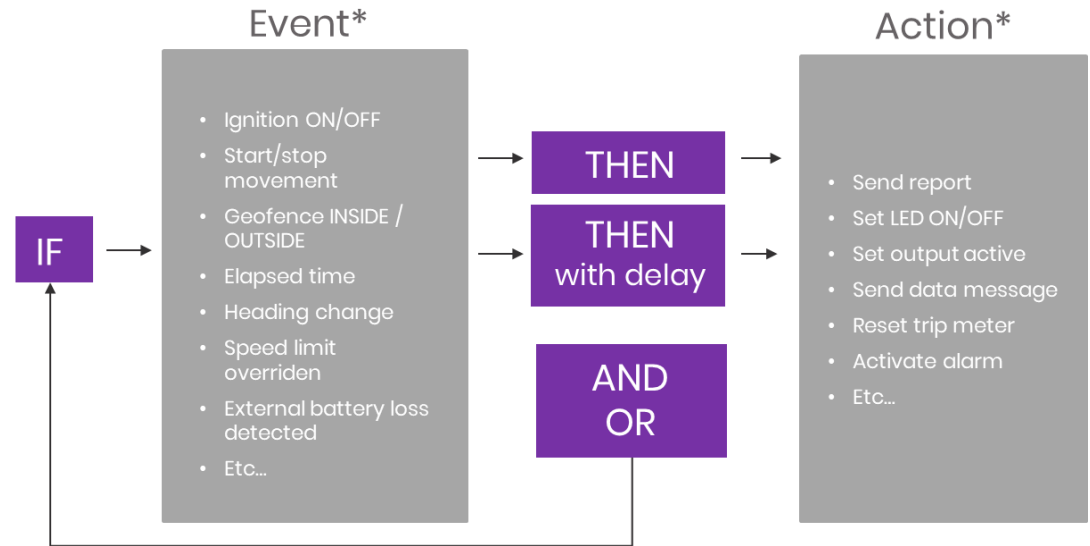 Event*
Action*
IF
• Ignition ON/OFF
• Start/stop
movement
• Geofence INSIDE /
OUTSIDE
• Elapsed time
• Heading change
• Speed limit
overriden
• External battery loss
detected
• Etc...
THEN
THEN
with delay
AND
OR
• Send report
• Set LED ON/OFF
• Set output active
• Send data message
• Reset trip meter
• Activate alarm
• Etc...